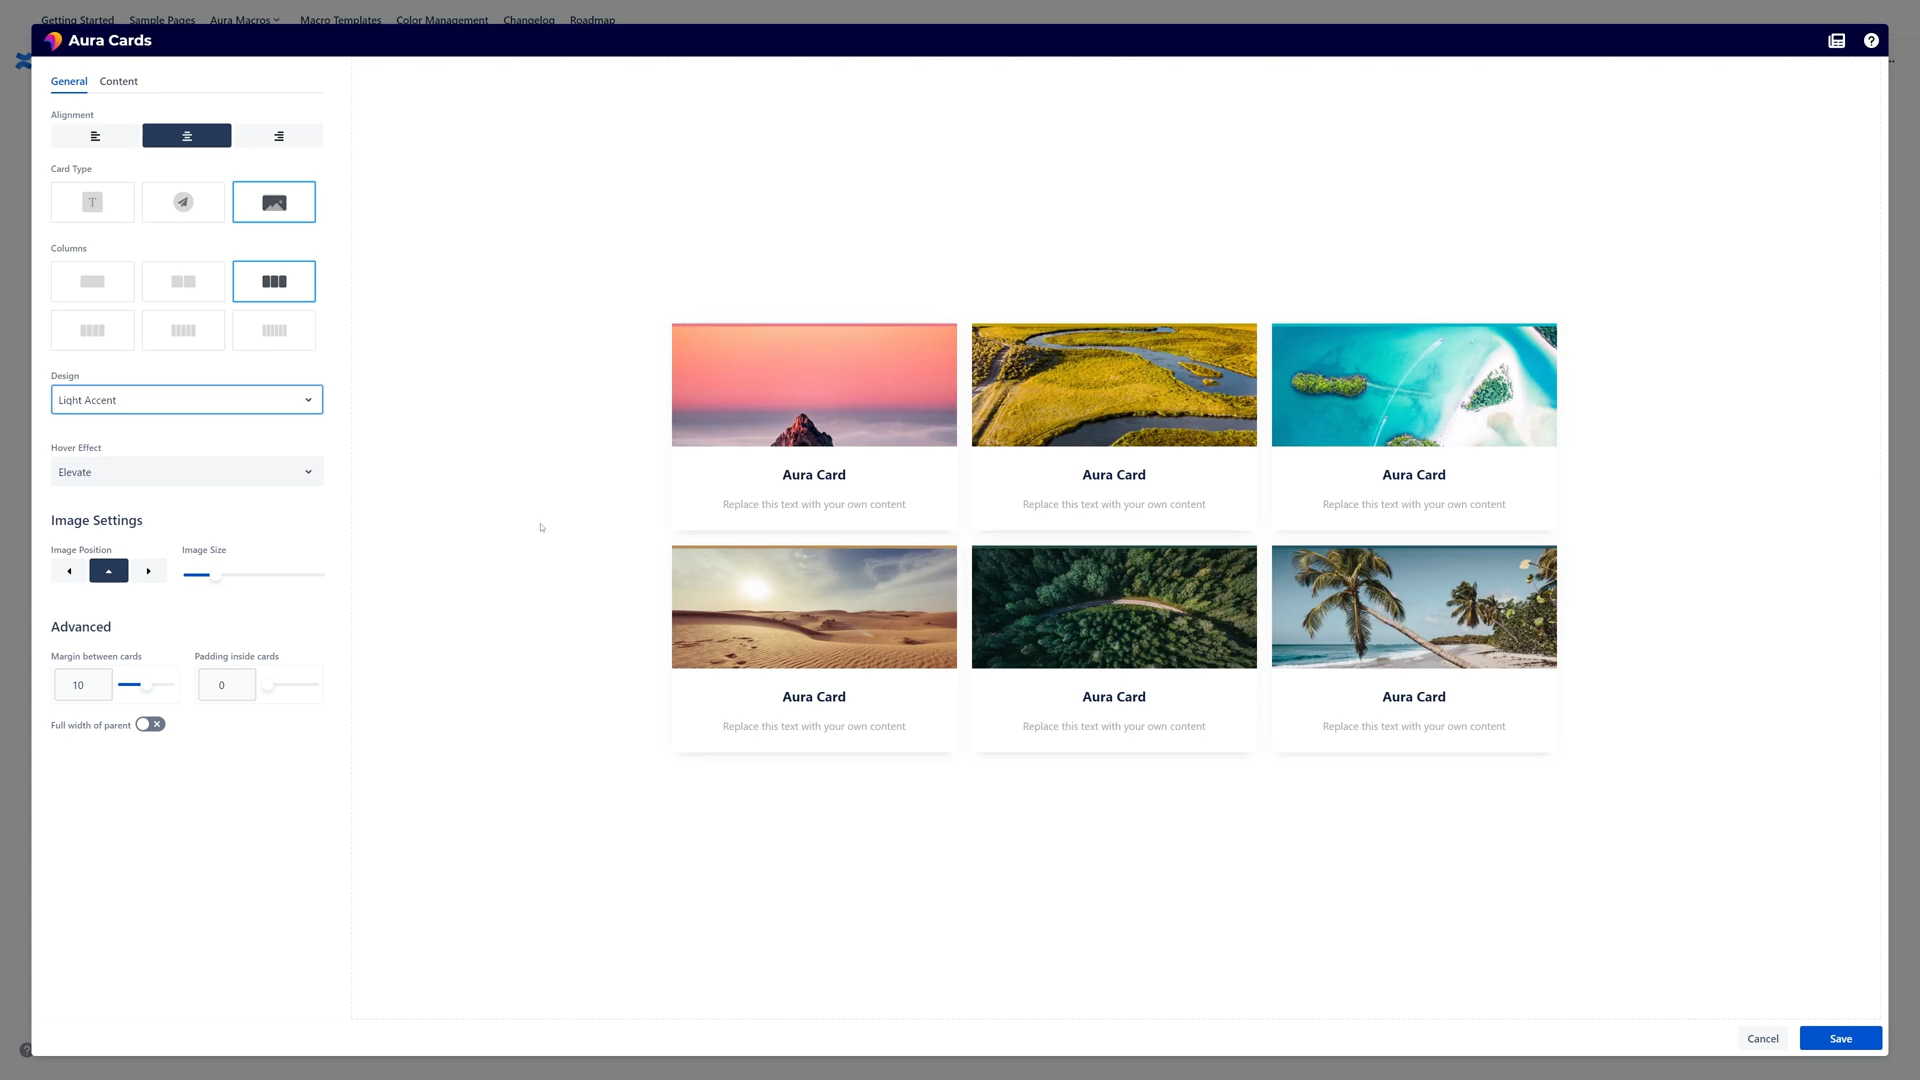 Getting Started Sample Pages Aura Macros Macro Templates Color Management Changelog Roadmap
Aura Cards
General Content
Alignment
Card Type
T
Columns
Design
Light Accent
Hover Effect
Elevate
Image Settings
Image Position Image Size
Advanced
Margin between cards Padding inside cards
10 0
Full width of parent
Aura Card Aura Card Aura Card
Replace this text with your own content Replace this text with your own content Replace this text with your own content
Aura Card Aura Card Aura Card
Replace this text with your own content Replace this text with your own content Replace this text with your own content
Cancel Save